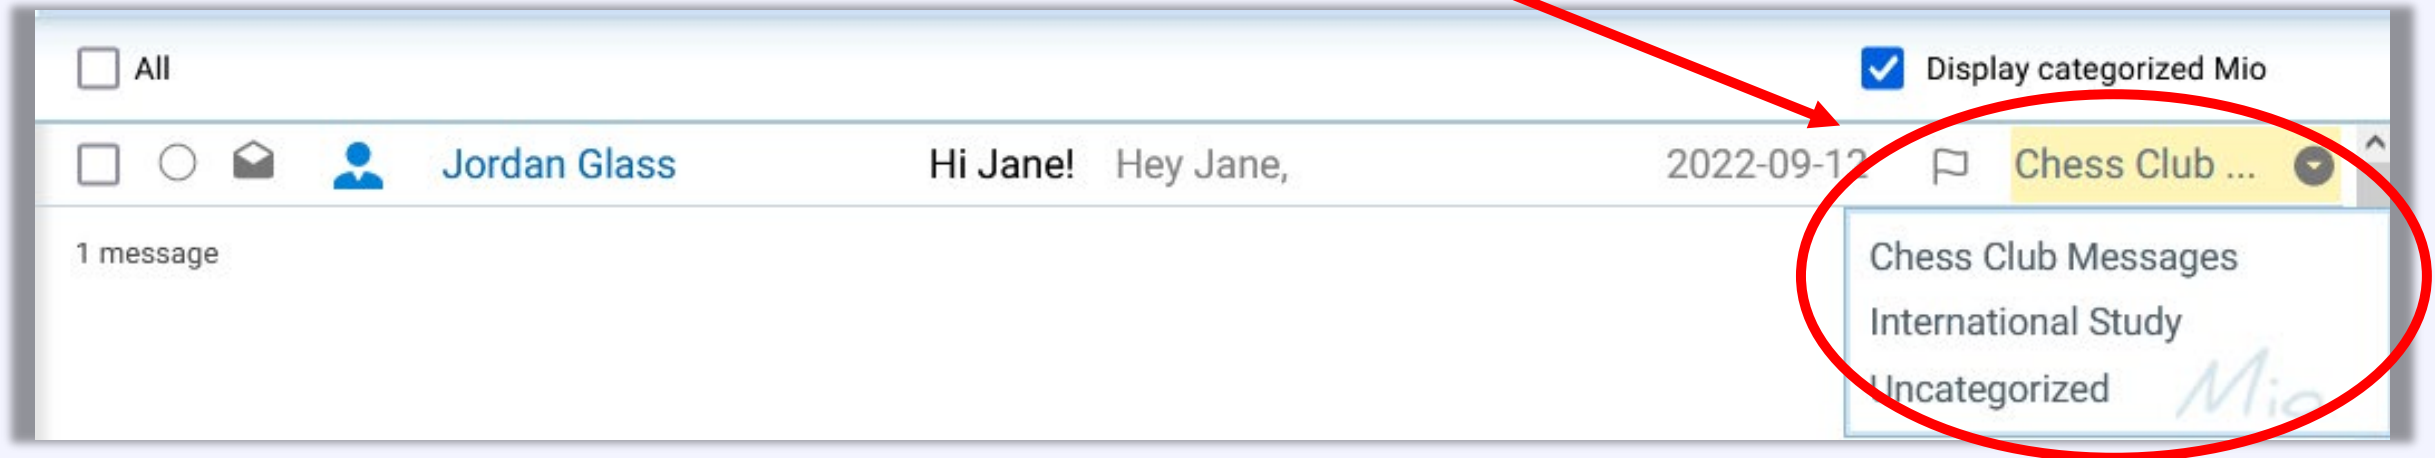 All
Display categorized Mio
Jordan Glass Hi Jane! Hey Jane, 2022-09-12 Chess Club ...
1 message
Chess Club Messages
International Study
Uncategorized
Mio